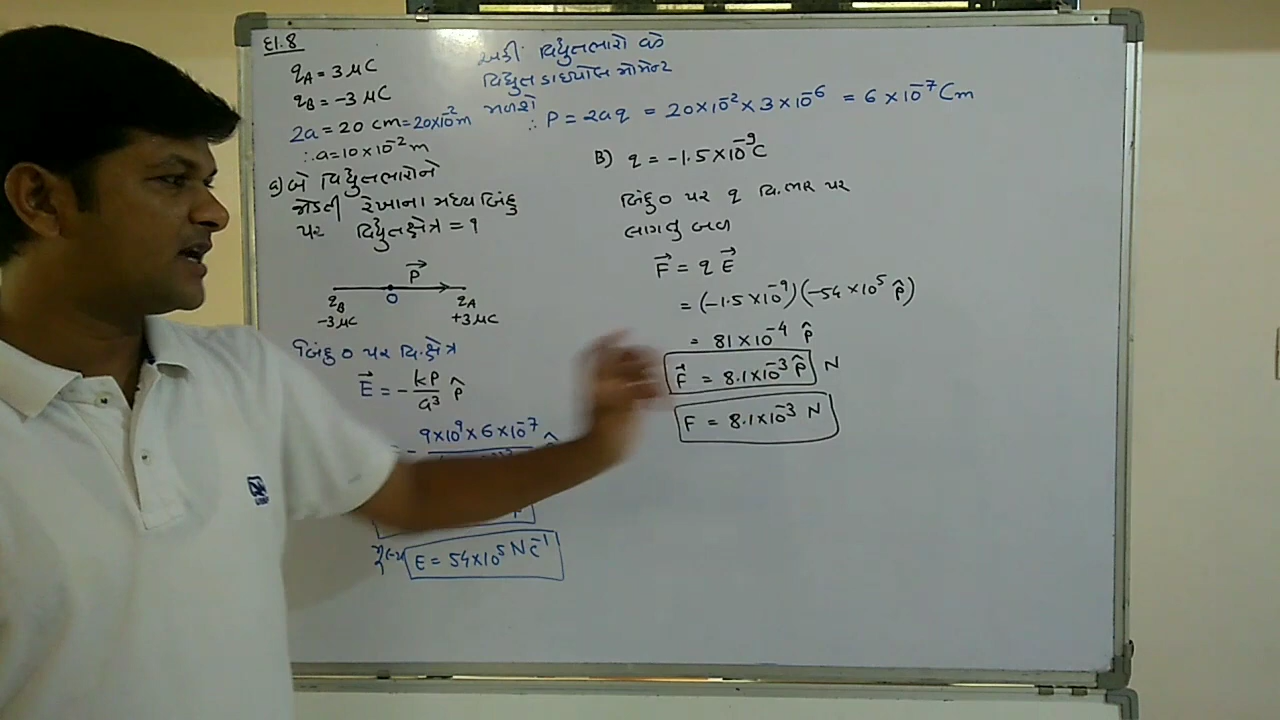 દા.8
qA = 3 μC
qB = -3 μC
2a = 20 cm = 20×10⁻² m
∴ a = 10 × 10⁻² m
a) બે વિદ્યુતભારોને
જોડતી રેખાના મધ્ય બિંદુ
પર વિદ્યુતક્ષેત્ર = ?
P⃗
qB O qA
-3 μC +3 μC
બિંદુ O પર વિ.ક્ષેત્ર
E⃗ = - kP/a³ P̂
9×10⁹ × 6×10⁻⁷
મૂલ્ય E = 54×10⁵ NC⁻¹
અહીં વિદ્યુતભારો કે
વિદ્યુત ડાઇપોલ મોમેન્ટ
મળશે
∴ P = 2aq = 20×10⁻² × 3×10⁻⁶ = 6×10⁻⁷ Cm
B) q = -1.5×10⁻⁹ C
બિંદુ O પર q વિ.ભાર પર
લાગતું બળ
F⃗ = q E⃗
= (-1.5×10⁻⁹)(-54×10⁵ P̂)
= 81×10⁻⁴ P̂
F⃗ = 8.1×10⁻³ P̂ N
F = 8.1×10⁻³ N